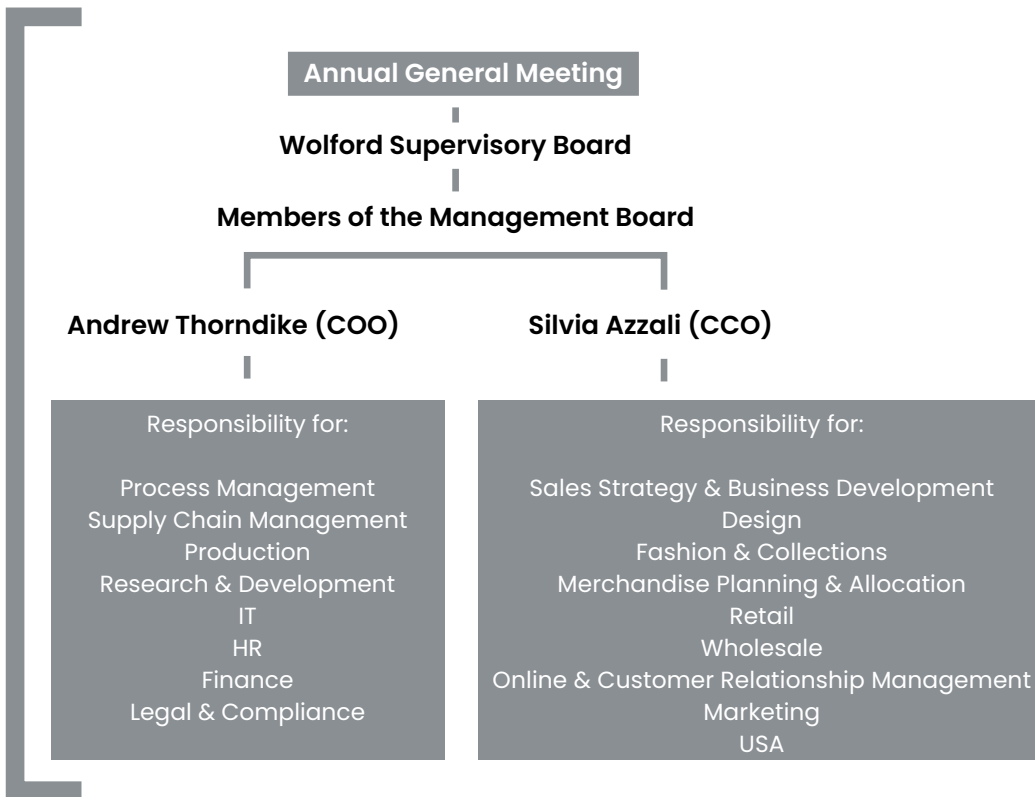 Annual General Meeting
Wolford Supervisory Board
Members of the Management Board
Andrew Thorndike (COO)
Silvia Azzali (CCO)
Responsibility for:
Process Management
Supply Chain Management
Production
Research & Development
IT
HR
Finance
Legal & Compliance
Responsibility for:
Sales Strategy & Business Development
Design
Fashion & Collections
Merchandise Planning & Allocation
Retail
Wholesale
Online & Customer Relationship Management
Marketing
USA